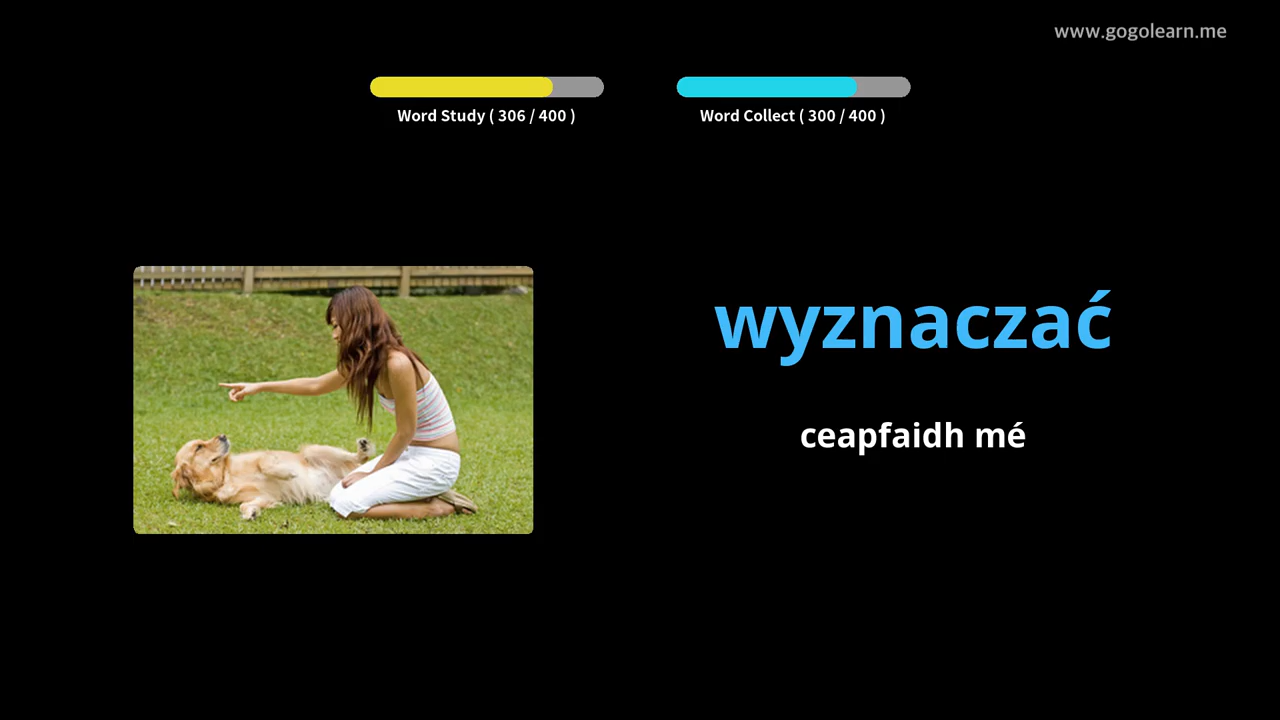 www.gogolearn.me
Word Study ( 306 / 400 )
Word Collect ( 300 / 400 )
wyznaczać
ceapfaidh mé